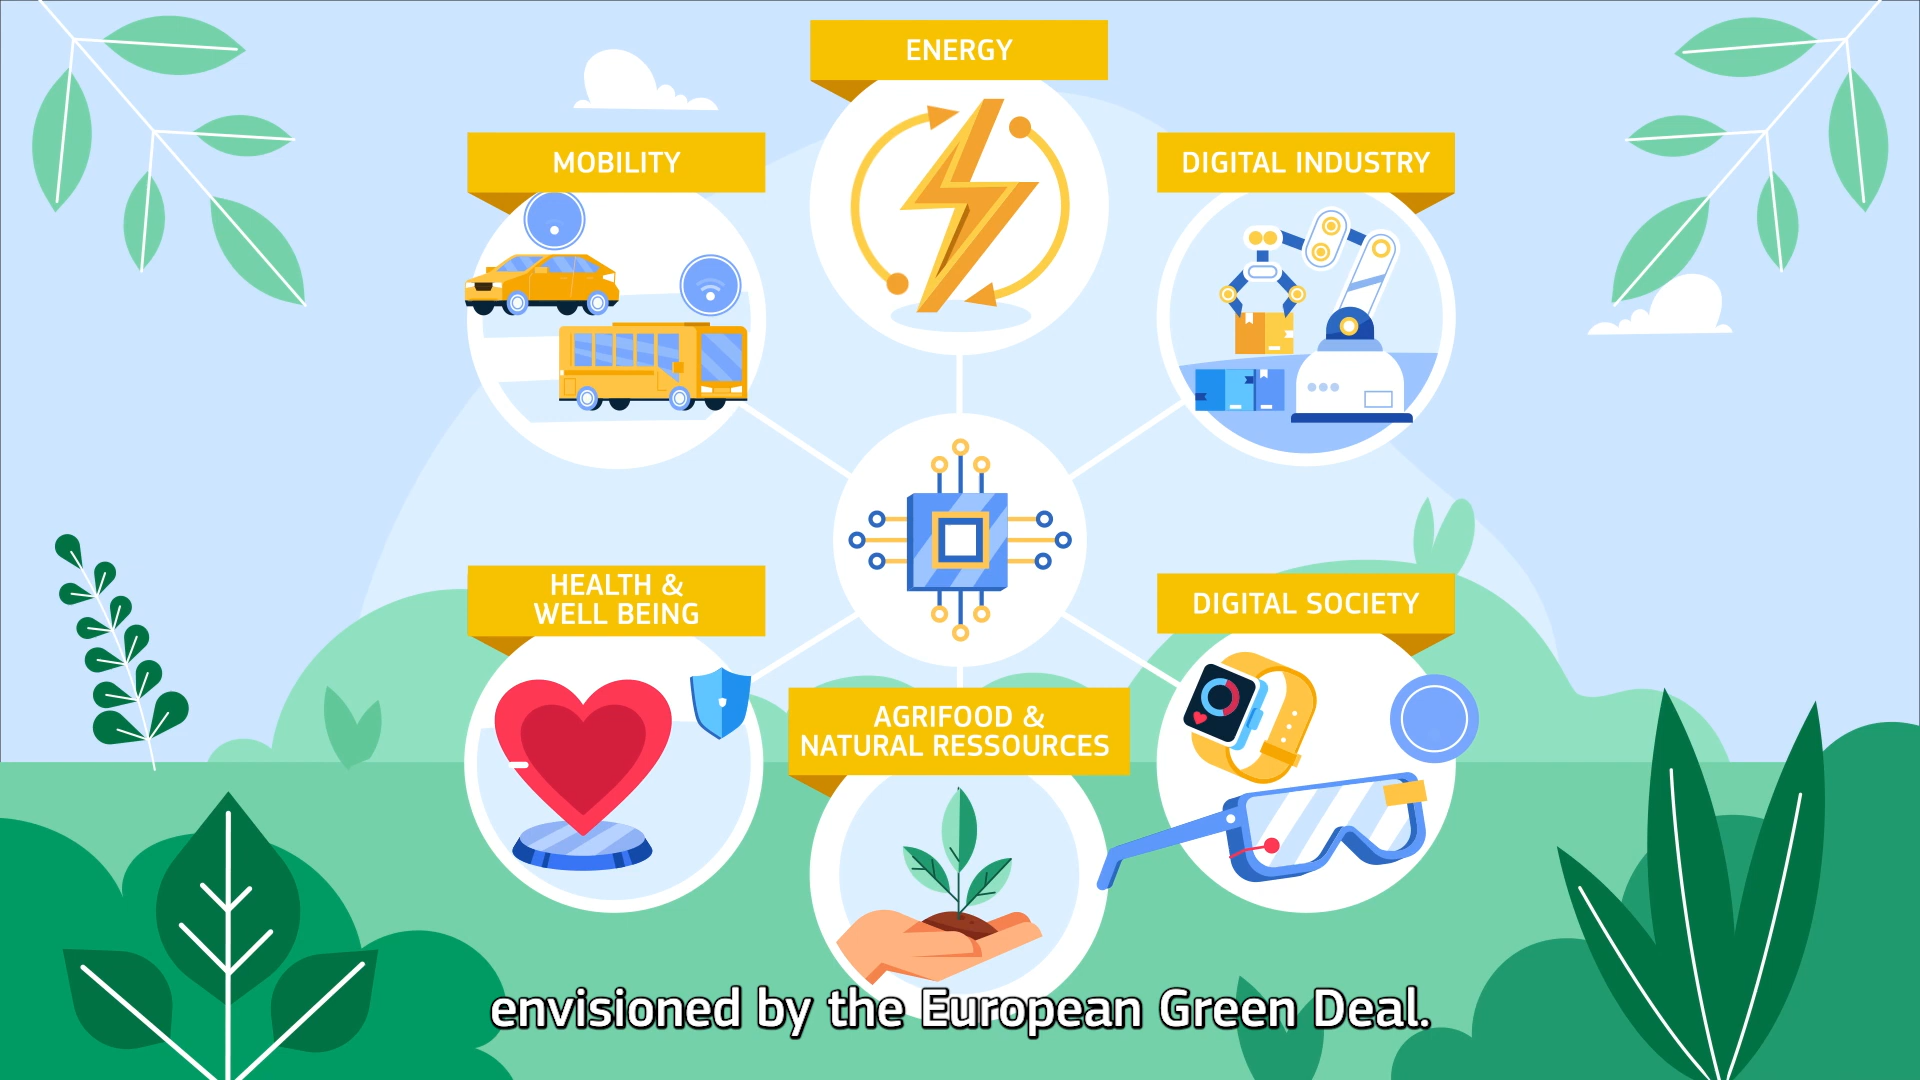 ENERGY
MOBILITY
DIGITAL INDUSTRY
HEALTH &
WELL BEING
DIGITAL SOCIETY
AGRIFOOD &
NATURAL RESSOURCES
envisioned by the European Green Deal.